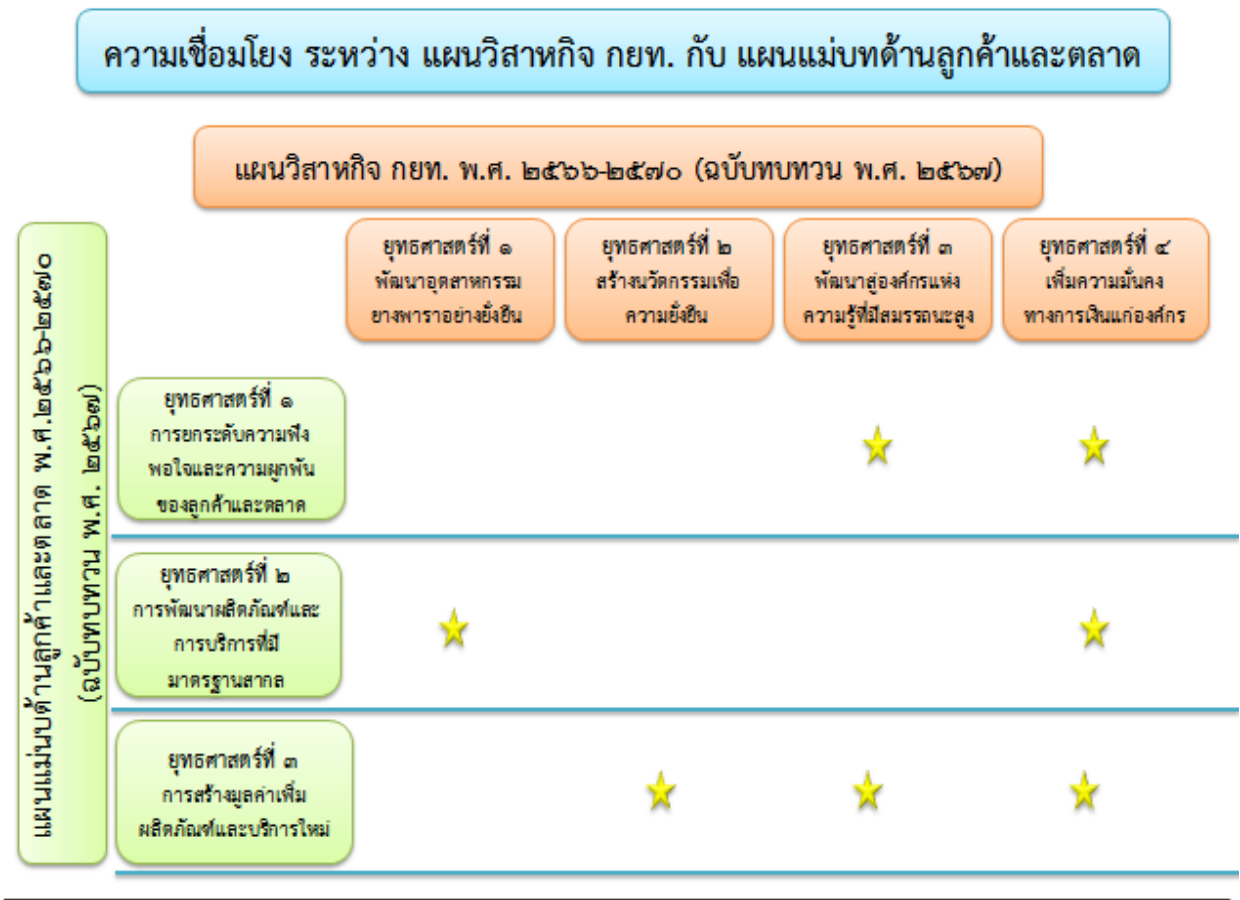 ความเชื่อมโยง ระหว่าง แผนวิสาหกิจ กยท. กับ แผนแม่บทด้านลูกค้าและตลาด
แผนวิสาหกิจ กยท. พ.ศ. ๒๕๖๖-๒๕๗๐ (ฉบับทบทวน พ.ศ. ๒๕๖๗)
ยุทธศาสตร์ที่ ๑
พัฒนาอุตสาหกรรม
ยางพาราอย่างยั่งยืน
ยุทธศาสตร์ที่ ๒
สร้างนวัตกรรมเพื่อ
ความยั่งยืน
ยุทธศาสตร์ที่ ๓
พัฒนาสู่องค์กรแห่ง
ความรู้ที่มีสมรรถนะสูง
ยุทธศาสตร์ที่ ๔
เพิ่มความมั่นคง
ทางการเงินแก่องค์กร
แผนแม่นบด้านลูกค้าและตลาด พ.ศ.๒๕๖๖-๒๕๗๐
(ฉบับทบทวน พ.ศ. ๒๕๖๗)
ยุทธศาสตร์ที่ ๑
การยกระดับความพึง
พอใจและความผูกพัน
ของลูกค้าและตลาด
ยุทธศาสตร์ที่ ๒
การพัฒนาผลิตภัณฑ์และ
การบริการที่มี
มาตรฐานสากล
ยุทธศาสตร์ที่ ๓
การสร้างมูลค่าเพิ่ม
ผลิตภัณฑ์และบริการใหม่